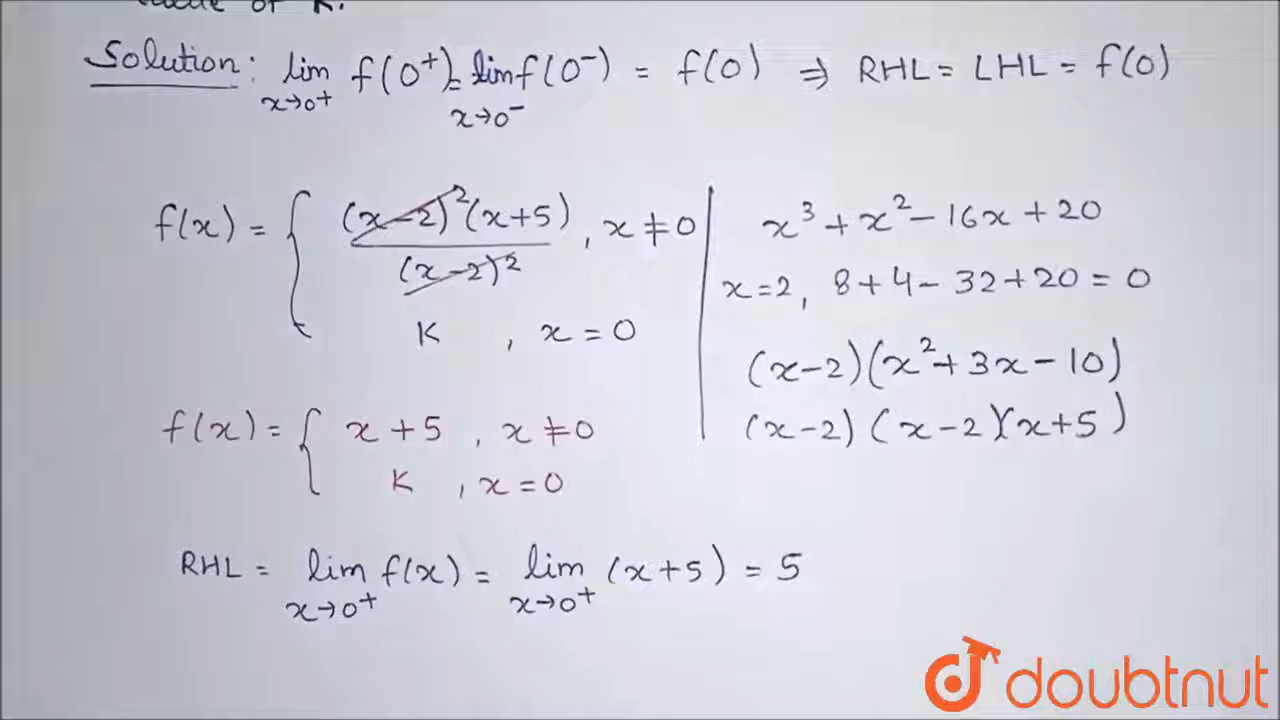 value of K.
Solution: lim x→0⁺ f(0⁺) = lim x→0⁻ f(0⁻) = f(0) ⇒ RHL = LHL = f(0)
f(x) = { (x-2)²(x+5) / (x-2)² , x ≠ 0
K , x = 0
x³ + x² - 16x + 20
x = 2, 8 + 4 - 32 + 20 = 0
(x-2)(x² + 3x - 10)
(x-2)(x-2)(x+5)
f(x) = { x + 5 , x ≠ 0
K , x = 0
RHL = lim x→0⁺ f(x) = lim x→0⁺ (x+5) = 5
doubtnut